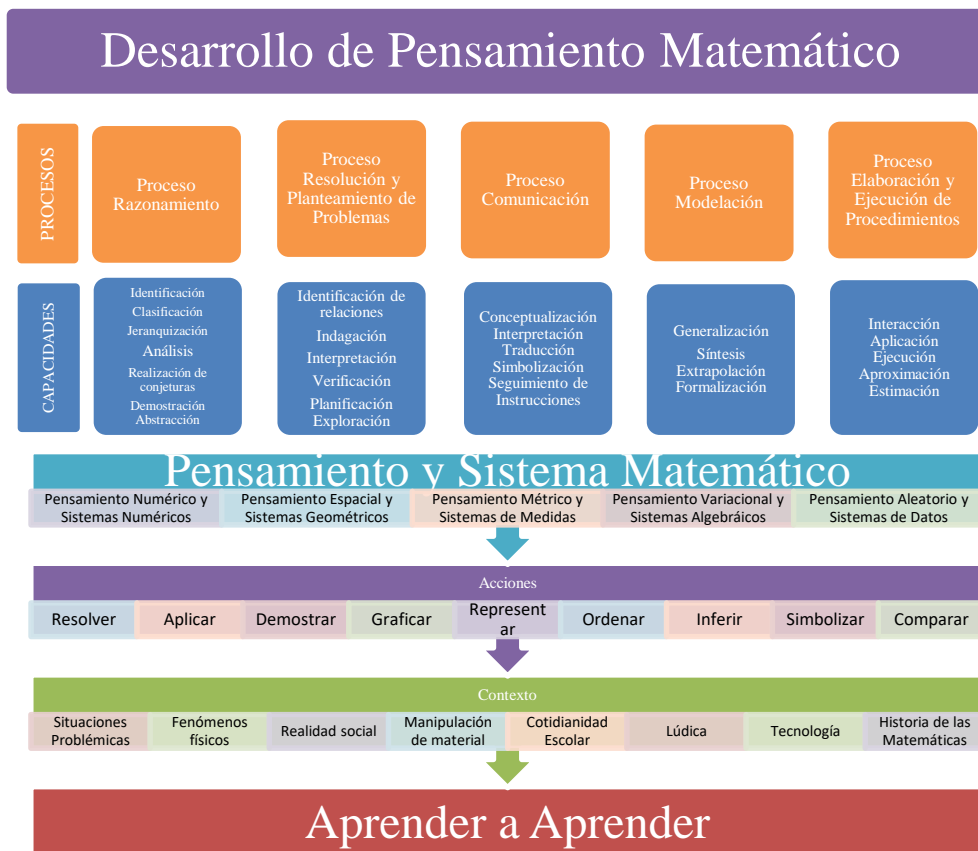 Desarrollo de Pensamiento Matemático
PROCESOS
Proceso
Razonamiento
Proceso
Resolución y
Planteamiento de
Problemas
Proceso
Comunicación
Proceso
Modelación
Proceso
Elaboración y
Ejecución de
Procedimientos
CAPACIDADES
Identificación
Clasificación
Jeranquización
Análisis
Realización de
conjeturas
Demostración
Abstracción
Identificación de
relaciones
Indagación
Interpretación
Verificación
Planificación
Exploración
Conceptualización
Interpretación
Traducción
Simbolización
Seguimiento de
Instrucciones
Generalización
Síntesis
Extrapolación
Formalización
Interacción
Aplicación
Ejecución
Aproximación
Estimación
Pensamiento y Sistema Matemático
Pensamiento Numérico y
Sistemas Numéricos
Pensamiento Espacial y
Sistemas Geométricos
Pensamiento Métrico y
Sistemas de Medidas
Pensamiento Variacional y
Sistemas Algebráicos
Pensamiento Aleatorio y
Sistemas de Datos
Acciones
Resolver
Aplicar
Demostrar
Graficar
Represent
ar
Ordenar
Inferir
Simbolizar
Comparar
Contexto
Situaciones
Problémicas
Fenómenos
físicos
Realidad social
Manipulación
de material
Cotidianidad
Escolar
Lúdica
Tecnología
Historia de las
Matemáticas
Aprender a Aprender